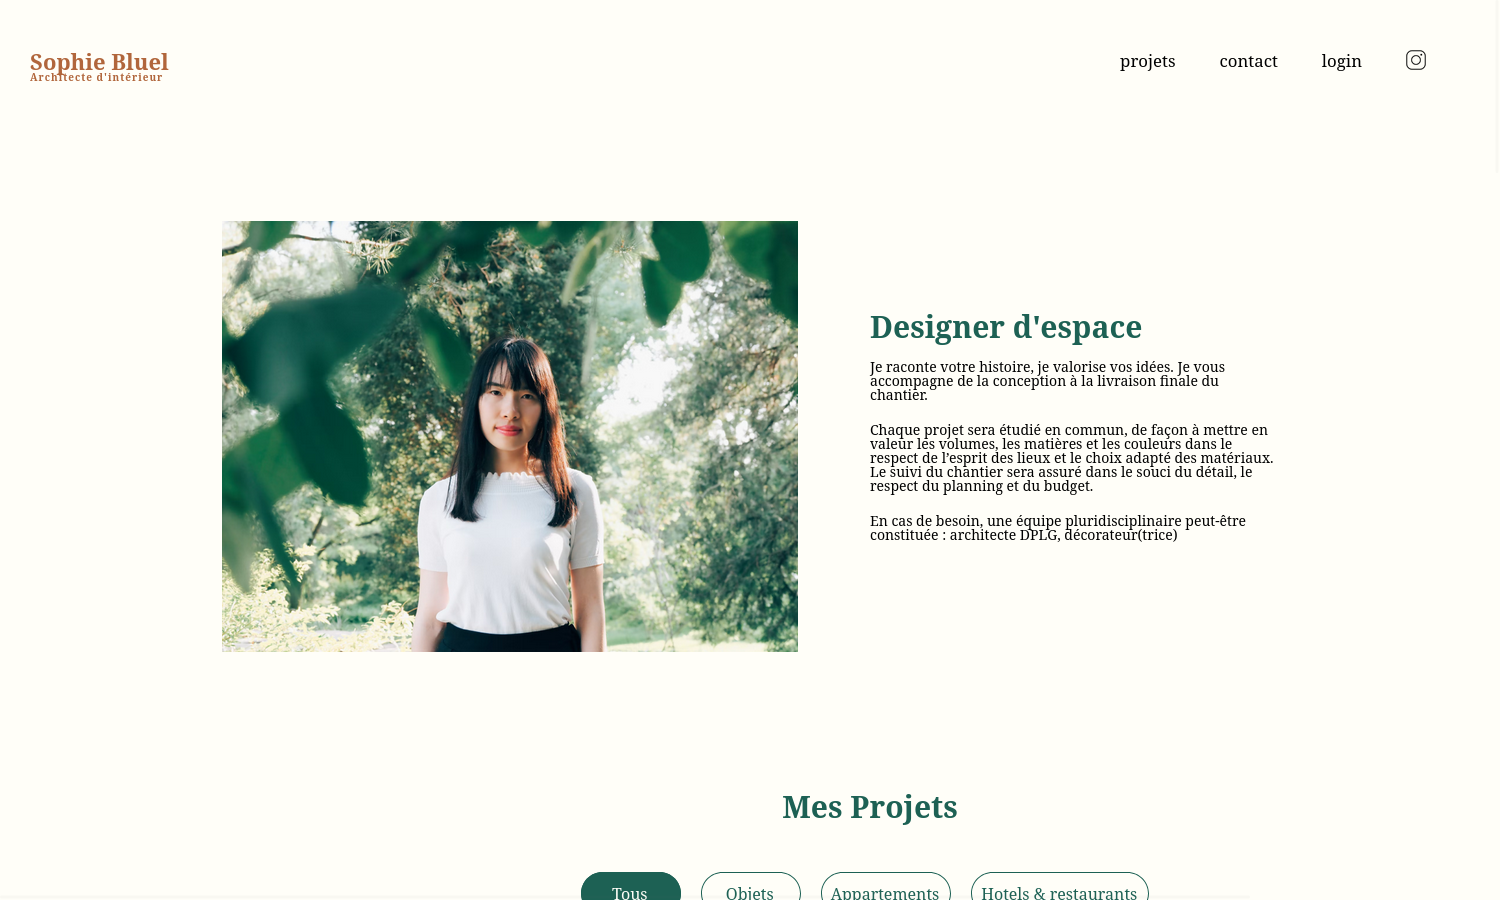 Sophie Bluel
Architecte d'intérieur
projets
contact
login
Designer d'espace
Je raconte votre histoire, je valorise vos idées. Je vous
accompagne de la conception à la livraison finale du
chantier.
Chaque projet sera étudié en commun, de façon à mettre en
valeur les volumes, les matières et les couleurs dans le
respect de l’esprit des lieux et le choix adapté des matériaux.
Le suivi du chantier sera assuré dans le souci du détail, le
respect du planning et du budget.
En cas de besoin, une équipe pluridisciplinaire peut-être
constituée : architecte DPLG, décorateur(trice)
Mes Projets
Tous
Objets
Appartements
Hotels & restaurants